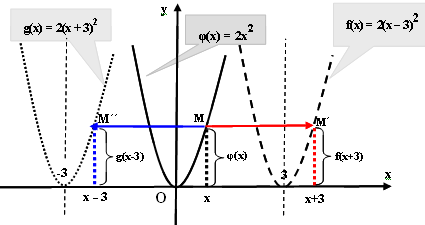 y
g(x) = 2(x + 3)²
φ(x) = 2x²
f(x) = 2(x − 3)²
M´´
M
M´
-3
g(x-3)
φ(x)
3
f(x+3)
x
x − 3
O
x
x+3